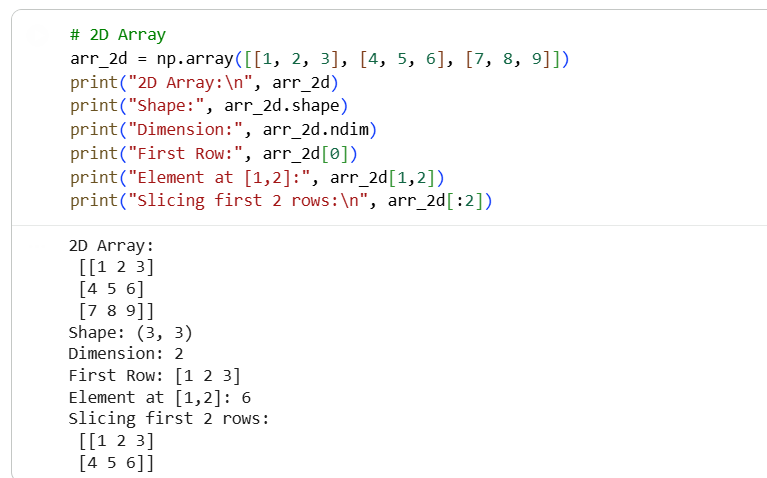 # 2D Array
arr_2d = np.array([[1, 2, 3], [4, 5, 6], [7, 8, 9]])
print("2D Array:\n", arr_2d)
print("Shape:", arr_2d.shape)
print("Dimension:", arr_2d.ndim)
print("First Row:", arr_2d[0])
print("Element at [1,2]:", arr_2d[1,2])
print("Slicing first 2 rows:\n", arr_2d[:2])
2D Array:
 [[1 2 3]
 [4 5 6]
 [7 8 9]]
Shape: (3, 3)
Dimension: 2
First Row: [1 2 3]
Element at [1,2]: 6
Slicing first 2 rows:
 [[1 2 3]
 [4 5 6]]